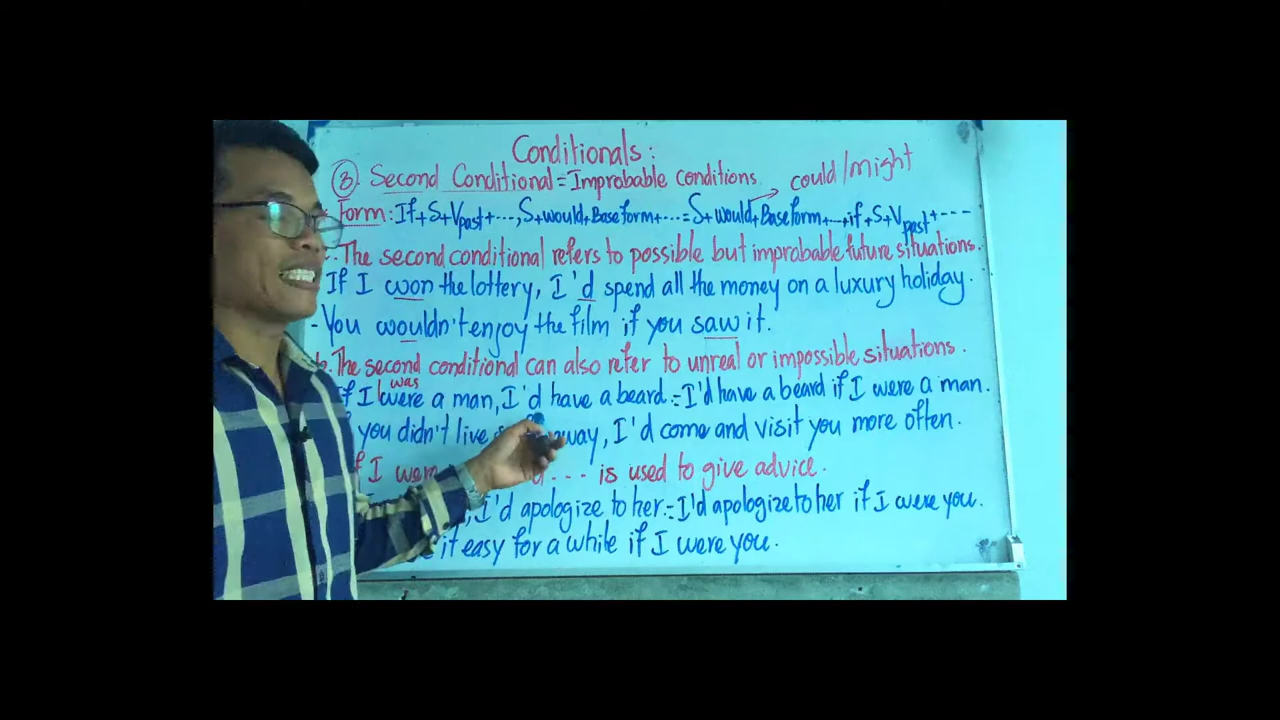 Conditionals:
③. Second Conditional = Improbable conditions could/might
* Form: If + S + Vpast + ..., S + would + Base form + ... = S + would + Base form + ... if + S + Vpast + ---
The second conditional refers to possible but improbable future situations.
If I won the lottery, I'd spend all the money on a luxury holiday.
- You wouldn't enjoy the film if you saw it.
b. The second conditional can also refer to unreal or impossible situations.
was
If I were a man, I'd have a beard. = I'd have a beard if I were a man.
you didn't live away, I'd come and visit you more often.
If I were ... is used to give advice.
I'd apologize to her. = I'd apologize to her if I were you.
it easy for a while if I were you.